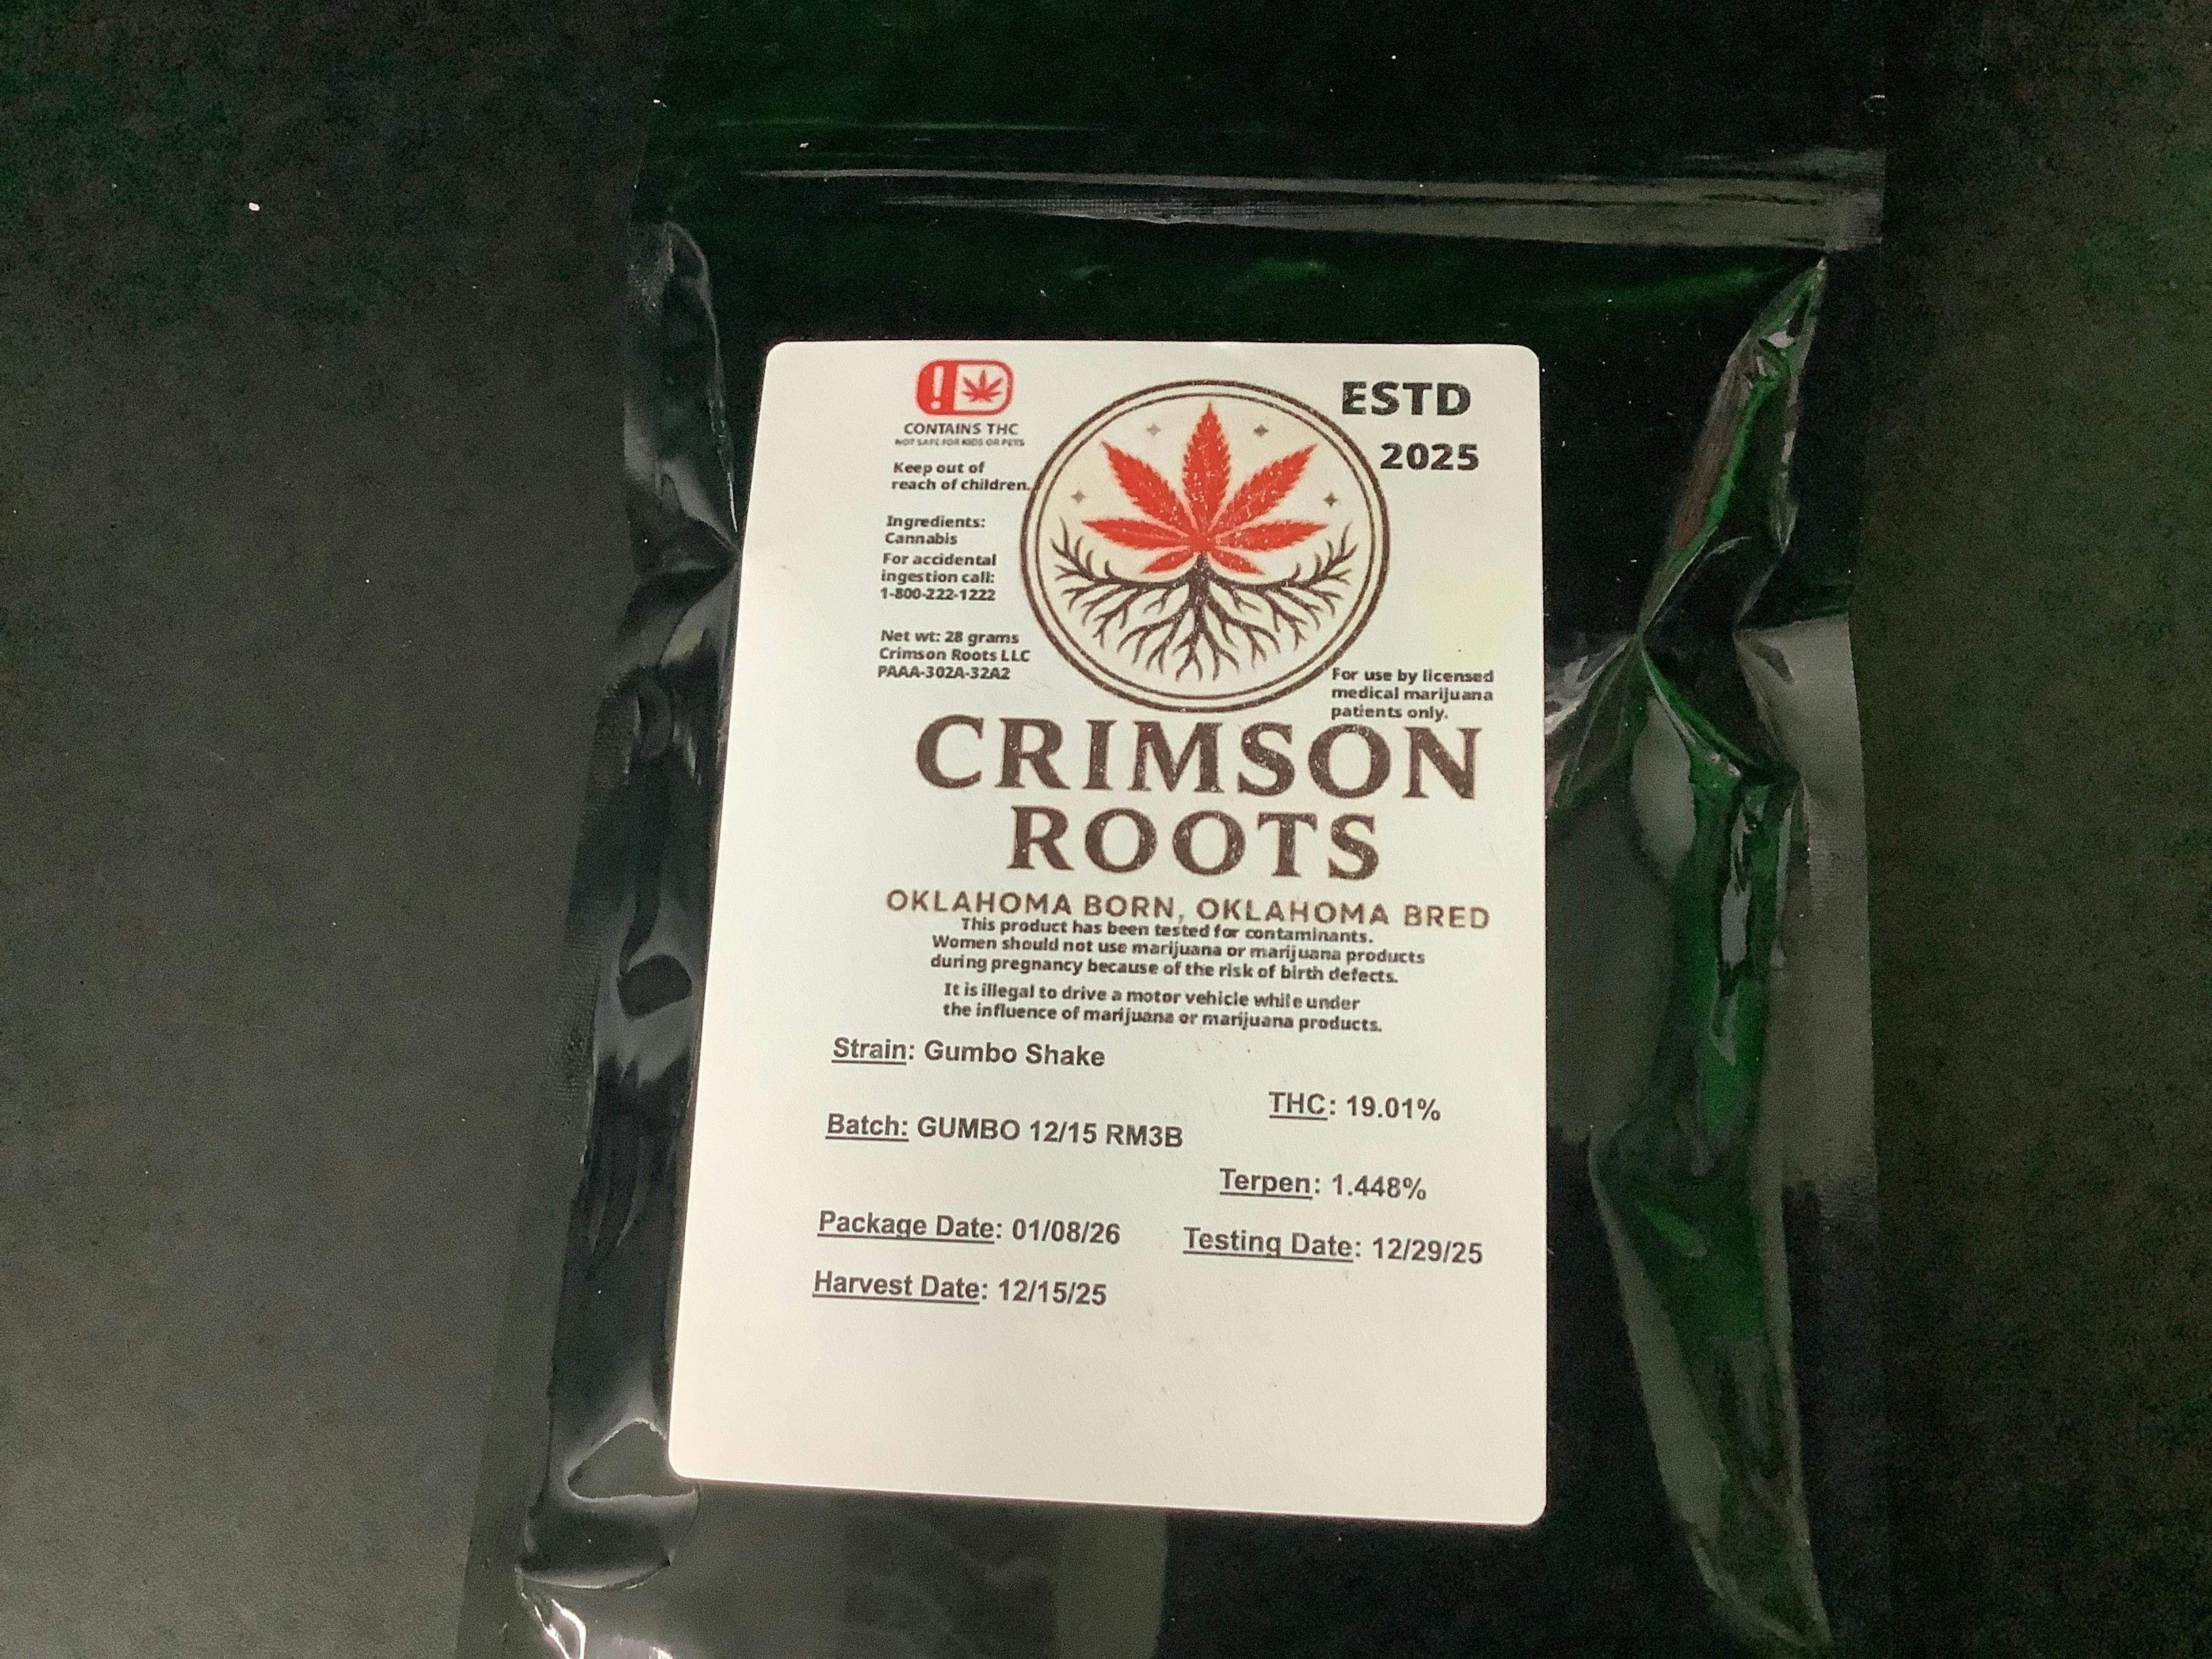 CONTAINS THC
NOT SAFE FOR KIDS OR PETS
Keep out of
reach of children.
Ingredients:
Cannabis
For accidental
ingestion call:
1-800-222-1222
Net wt: 28 grams
Crimson Roots LLC
PAAA-302A-32A2
ESTD
2025
For use by licensed
medical marijuana
patients only.
CRIMSON
ROOTS
OKLAHOMA BORN, OKLAHOMA BRED
This product has been tested for contaminants.
Women should not use marijuana or marijuana products
during pregnancy because of the risk of birth defects.
It is illegal to drive a motor vehicle while under
the influence of marijuana or marijuana products.
Strain: Gumbo Shake
THC: 19.01%
Batch: GUMBO 12/15 RM3B
Terpen: 1.448%
Package Date: 01/08/26
Testing Date: 12/29/25
Harvest Date: 12/15/25